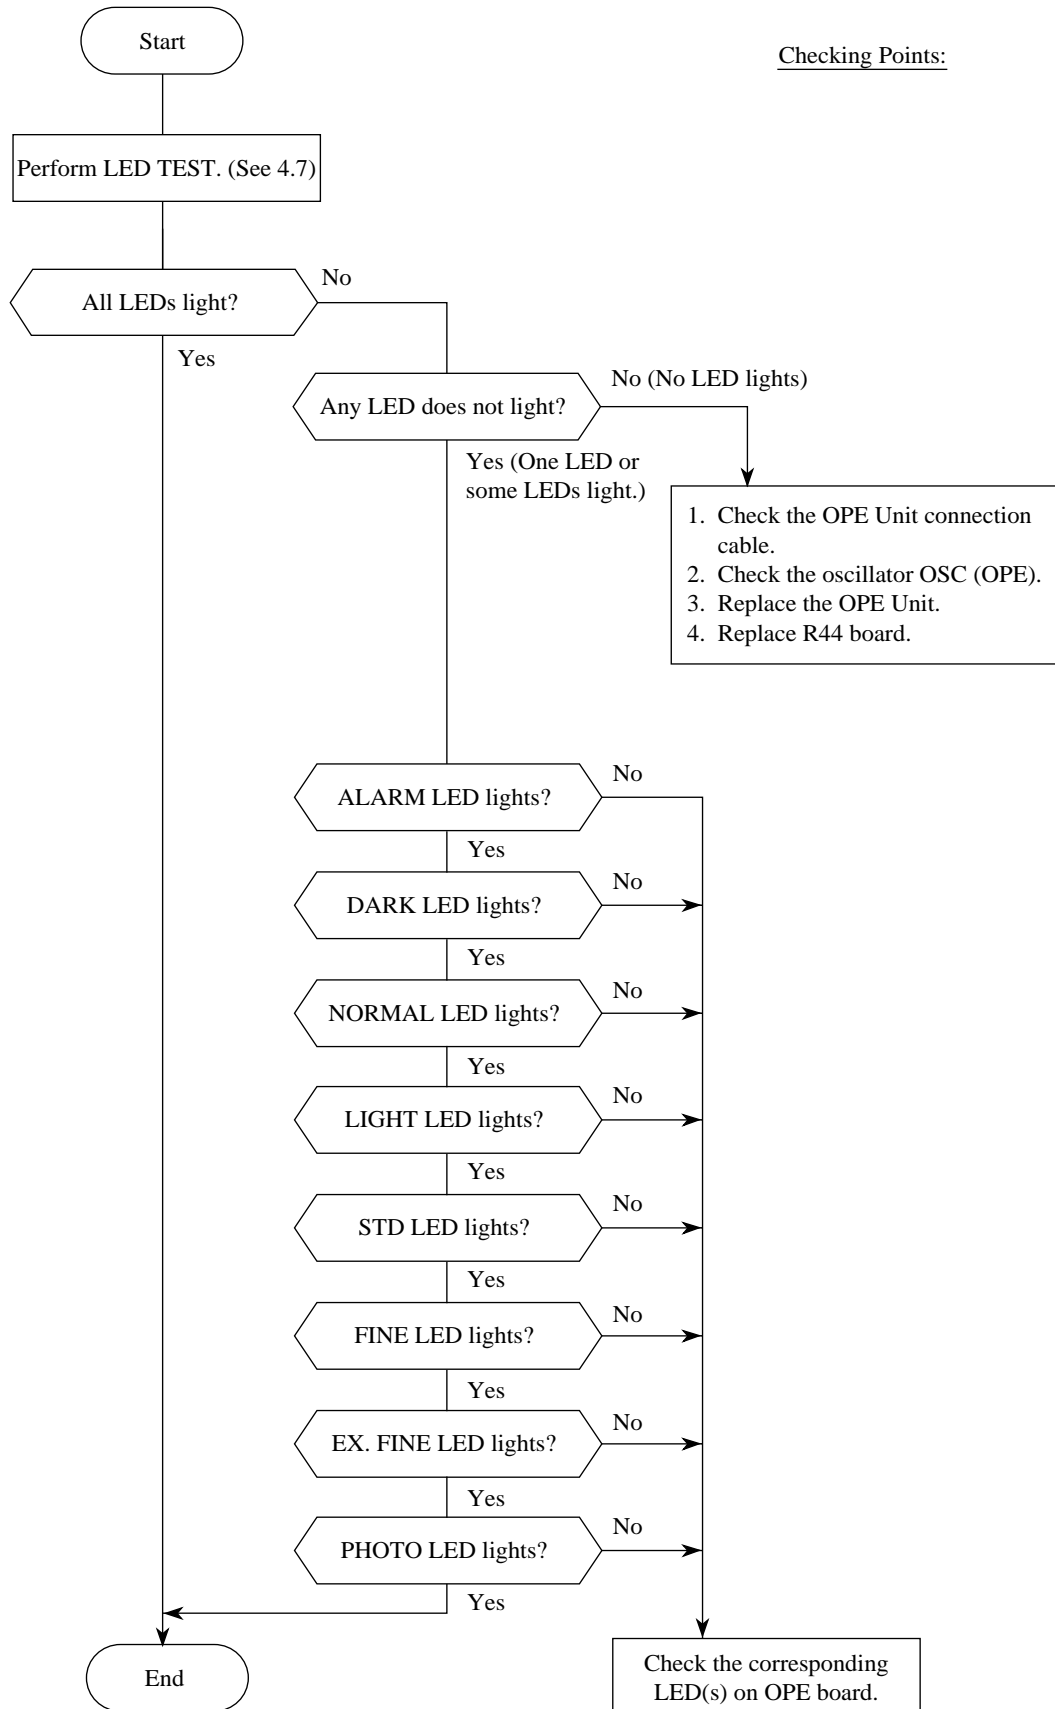 Start
Checking Points:
Perform LED TEST. (See 4.7)
No
All LEDs light?
Yes
No (No LED lights)
Any LED does not light?
Yes (One LED or
some LEDs light.)
1. Check the OPE Unit connection
cable.
2. Check the oscillator OSC (OPE).
3. Replace the OPE Unit.
4. Replace R44 board.
No
ALARM LED lights?
Yes
No
DARK LED lights?
Yes
No
NORMAL LED lights?
Yes
No
LIGHT LED lights?
Yes
No
STD LED lights?
Yes
No
FINE LED lights?
Yes
No
EX. FINE LED lights?
Yes
No
PHOTO LED lights?
Yes
End
Check the corresponding
LED(s) on OPE board.